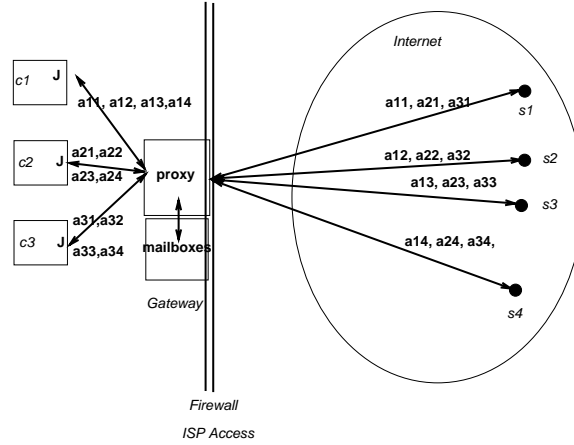 Internet
c1 J
a11, a12, a13,a14
a11, a21, a31
s1
c2 J
a21,a22
a23,a24
proxy
a12, a22, a32
s2
a13, a23, a33
s3
a31,a32
c3 J
a33,a34
mailboxes
a14, a24, a34,
Gateway
s4
Firewall
ISP Access